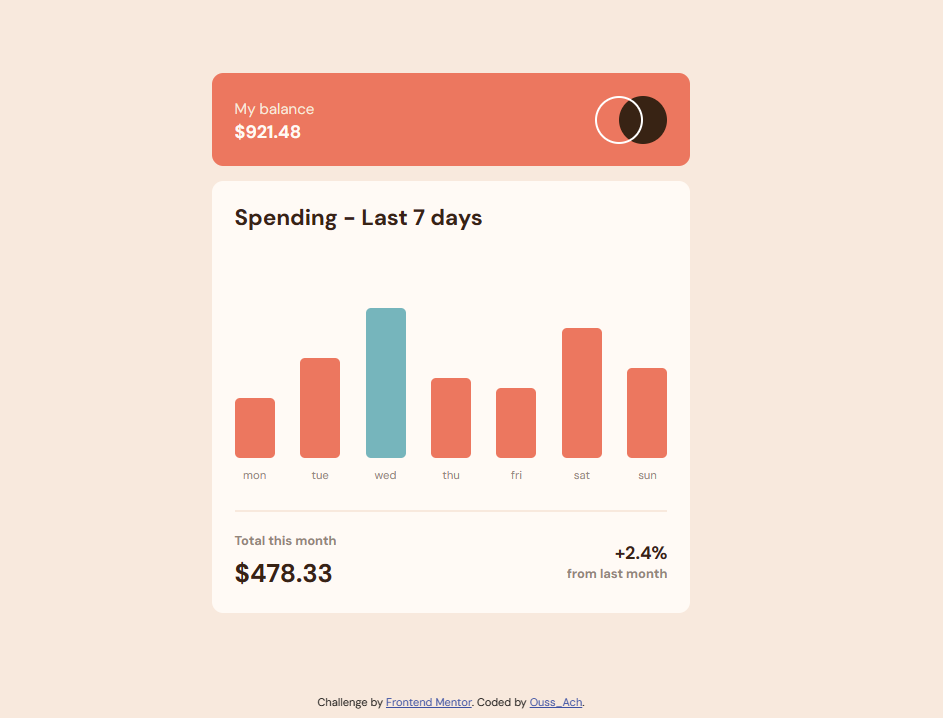 My balance
$921.48
Spending - Last 7 days
mon tue wed thu fri sat sun
Total this month
$478.33
+2.4%
from last month
Challenge by Frontend Mentor. Coded by Ouss_Ach.